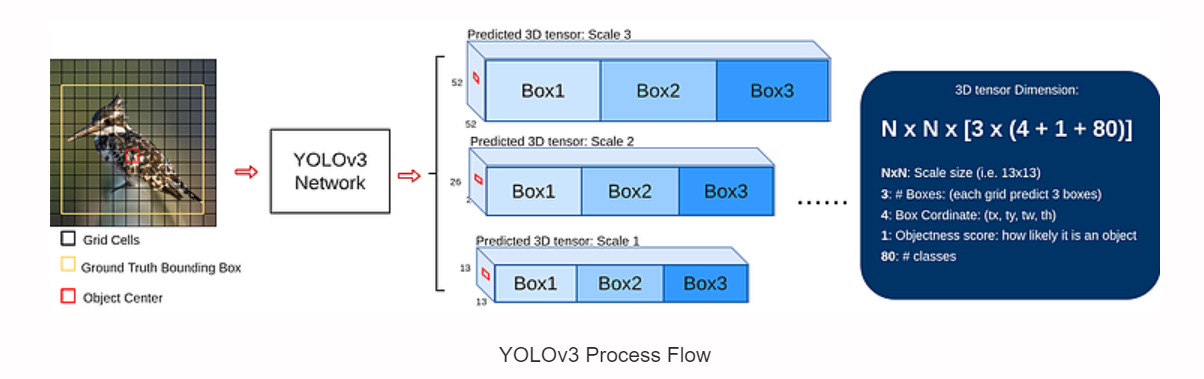 Predicted 3D tensor: Scale 3
52
Box1
Box2
Box3
52
Predicted 3D tensor: Scale 2
26
Box1
Box2
Box3
Predicted 3D tensor: Scale 1
13
Box1
Box2
Box3
13
YOLOv3
Network
Grid Cells
Ground Truth Bounding Box
Object Center
......
3D tensor Dimension:
N x N x [3 x (4 + 1 + 80)]
NxN: Scale size (i.e. 13x13)
3: # Boxes: (each grid predict 3 boxes)
4: Box Cordinate: (tx, ty, tw, th)
1: Objectness score: how likely it is an object
80: # classes
YOLOv3 Process Flow